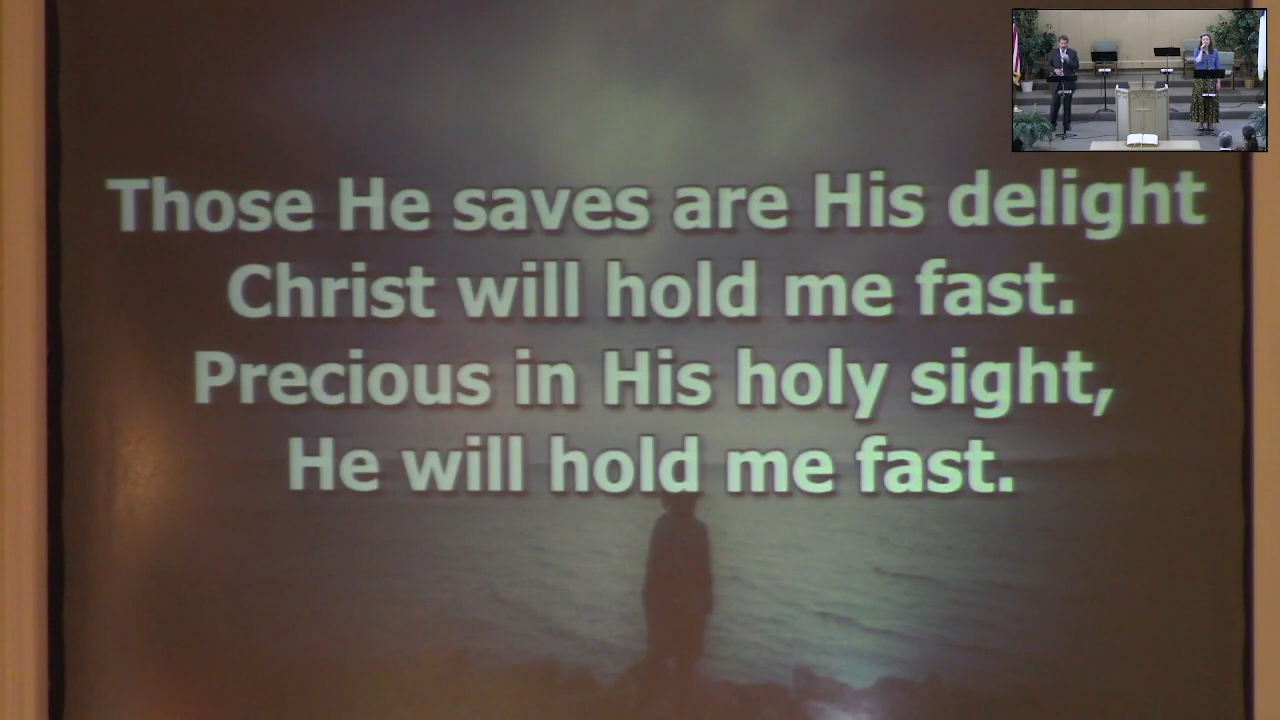 Those He saves are His delight
Christ will hold me fast.
Precious in His holy sight,
He will hold me fast.